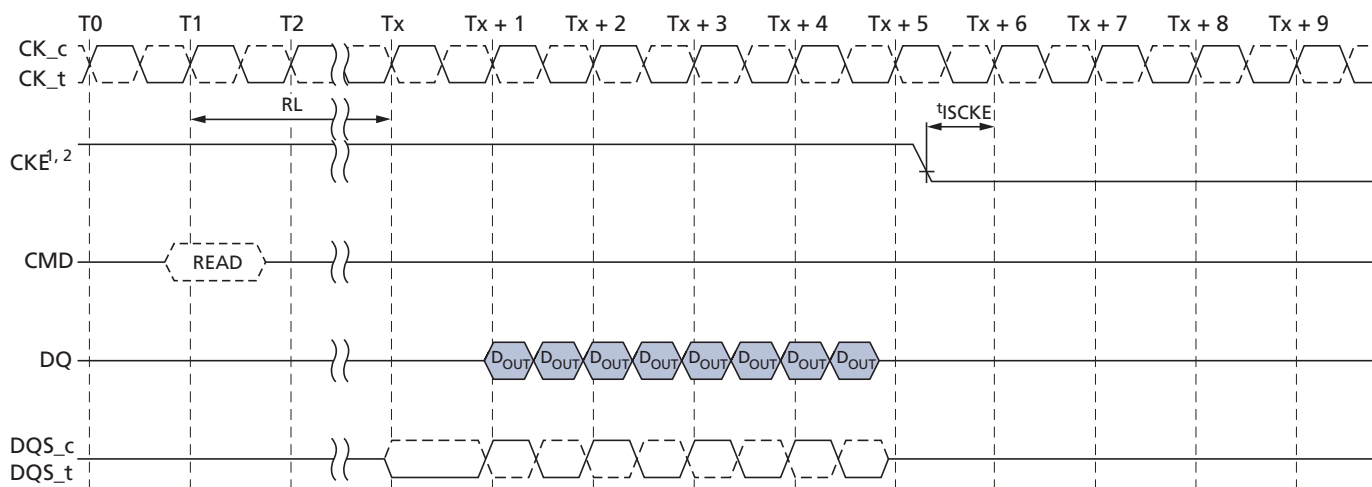 T0 T1 T2 Tx Tx + 1 Tx + 2 Tx + 3 Tx + 4 Tx + 5 Tx + 6 Tx + 7 Tx + 8 Tx + 9
CK_c
CK_t
RL
tISCKE
CKE1, 2
CMD READ
DQ DOUT DOUT DOUT DOUT DOUT DOUT DOUT DOUT
DQS_c
DQS_t